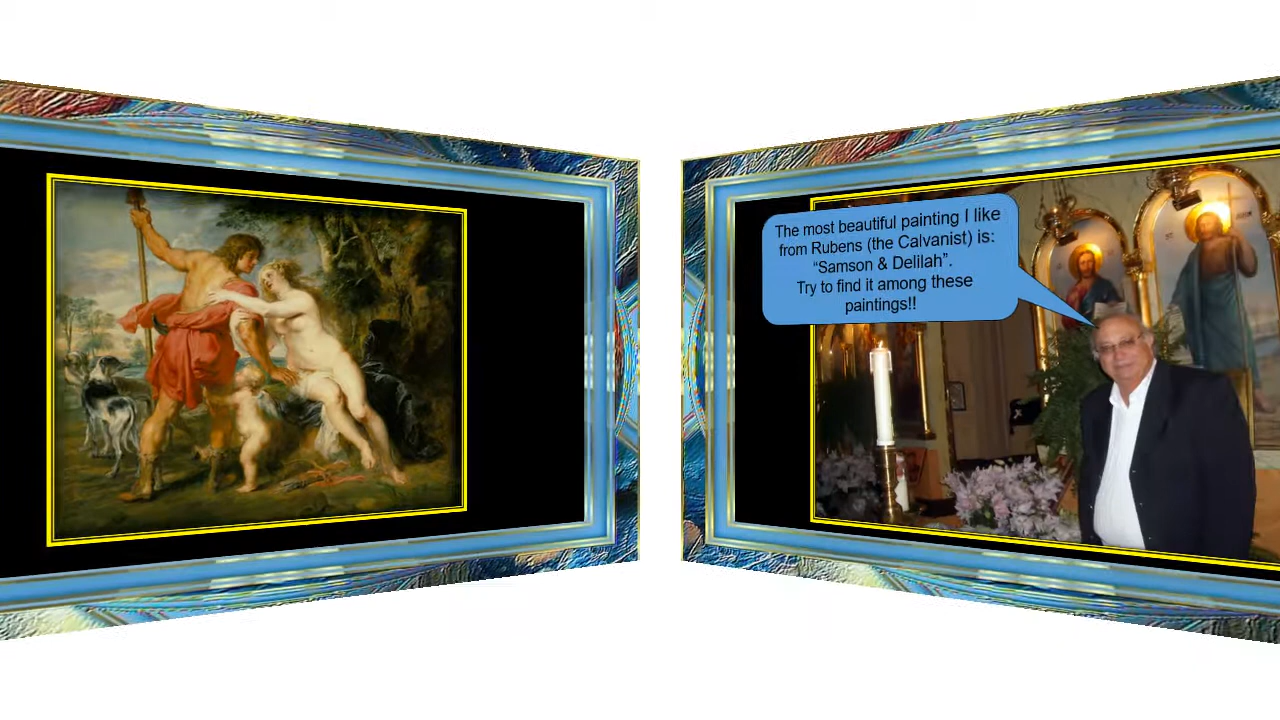 The most beautiful painting I like
from Rubens (the Calvanist) is:
“Samson & Delilah”.
Try to find it among these
paintings!!